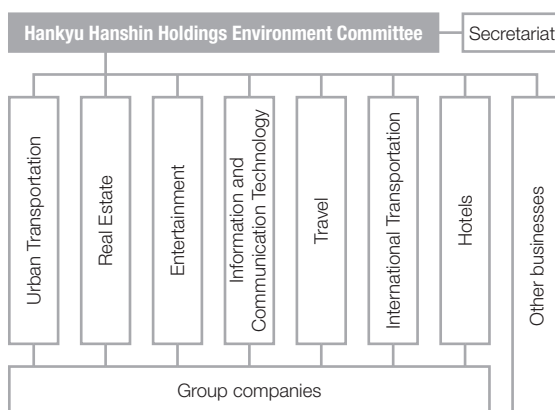 Hankyu Hanshin Holdings Environment Committee
Secretariat
Urban Transportation
Real Estate
Entertainment
Information and
Communication Technology
Travel
International Transportation
Hotels
Other businesses
Group companies